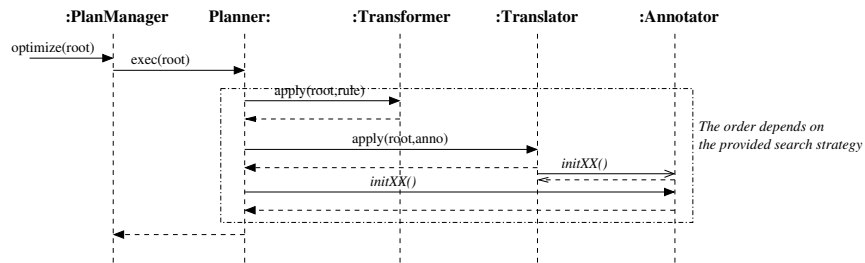 :PlanManager Planner: :Transformer :Translator :Annotator
optimize(root)
exec(root)
apply(root,rule)
The order depends on
the provided search strategy
apply(root,anno)
initXX()
initXX()